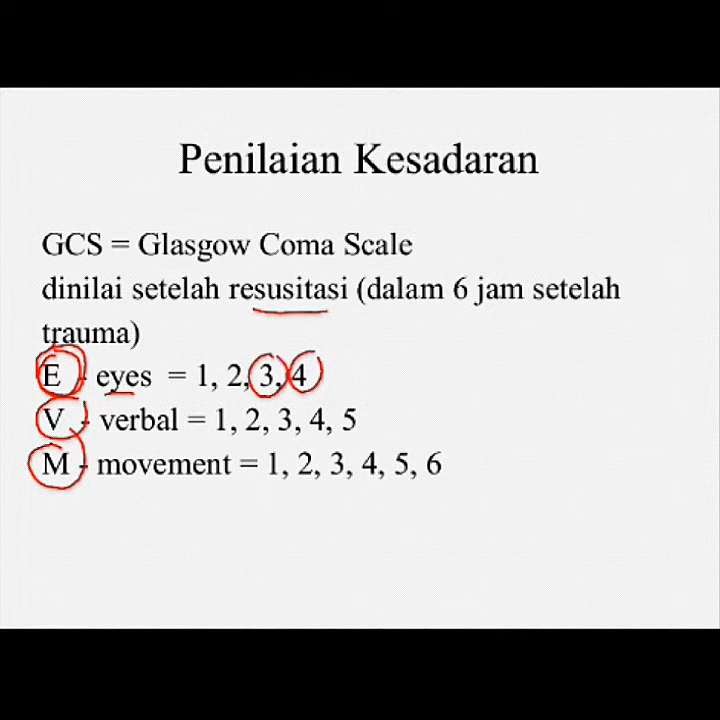 Penilaian Kesadaran
GCS = Glasgow Coma Scale
dinilai setelah resusitasi (dalam 6 jam setelah
trauma)
E - eyes = 1, 2, 3, 4
V - verbal = 1, 2, 3, 4, 5
M - movement = 1, 2, 3, 4, 5, 6